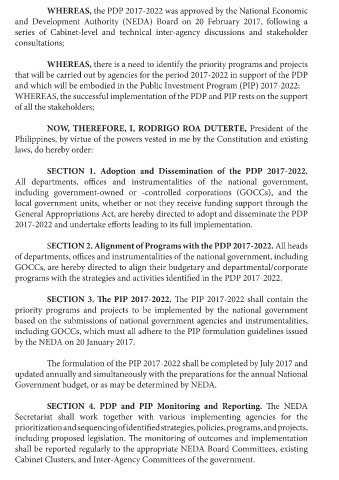 WHEREAS, the PDP 2017-2022 was approved by the National Economic
and Development Authority (NEDA) Board on 20 February 2017, following a
series of Cabinet-level and technical inter-agency discussions and stakeholder
consultations;
WHEREAS, there is a need to identify the priority programs and projects
that will be carried out by agencies for the period 2017-2022 in support of the PDP
and which will be embodied in the Public Investment Program (PIP) 2017-2022;
WHEREAS, the successful implementation of the PDP and PIP rests on the support
of all the stakeholders;
NOW, THEREFORE, I, RODRIGO ROA DUTERTE, President of the
Philippines, by virtue of the powers vested in me by the Constitution and existing
laws, do hereby order:
SECTION 1. Adoption and Dissemination of the PDP 2017-2022.
All departments, offices and instrumentalities of the national government,
including government-owned or -controlled corporations (GOCCs), and the
local government units, whether or not they receive funding support through the
General Appropriations Act, are hereby directed to adopt and disseminate the PDP
2017-2022 and undertake efforts leading to its full implementation.
SECTION 2. Alignment of Programs with the PDP 2017-2022. All heads
of departments, offices and instrumentalities of the national government, including
GOCCs, are hereby directed to align their budgetary and departmental/corporate
programs with the strategies and activities identified in the PDP 2017-2022.
SECTION 3. The PIP 2017-2022. The PIP 2017-2022 shall contain the
priority programs and projects to be implemented by the national government
based on the submissions of national government agencies and instrumentalities,
including GOCCs, which must all adhere to the PIP formulation guidelines issued
by the NEDA on 20 January 2017.
The formulation of the PIP 2017-2022 shall be completed by July 2017 and
updated annually and simultaneously with the preparations for the annual National
Government budget, or as may be determined by NEDA.
SECTION 4. PDP and PIP Monitoring and Reporting. The NEDA
Secretariat shall work together with various implementing agencies for the
prioritization and sequencing of identified strategies, policies, programs, and projects,
including proposed legislation. The monitoring of outcomes and implementation
shall be reported regularly to the appropriate NEDA Board Committees, existing
Cabinet Clusters, and Inter-Agency Committees of the government.